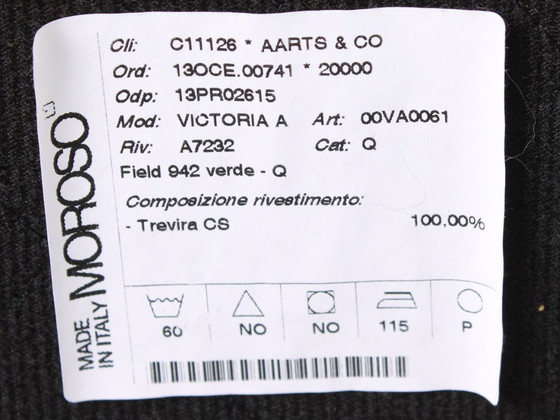 Cli: C11126 * AARTS & CO
Ord: 13OCE.00741 * 20000
Odp: 13PR02615
Mod: VICTORIA A Art: 00VA0061
Riv: A7232 Cat: Q
Field 942 verde - Q
Composizione rivestimento:
- Trevira CS 100,00%
60 NO NO 115 P
MADE
IN ITALY
MOROSO